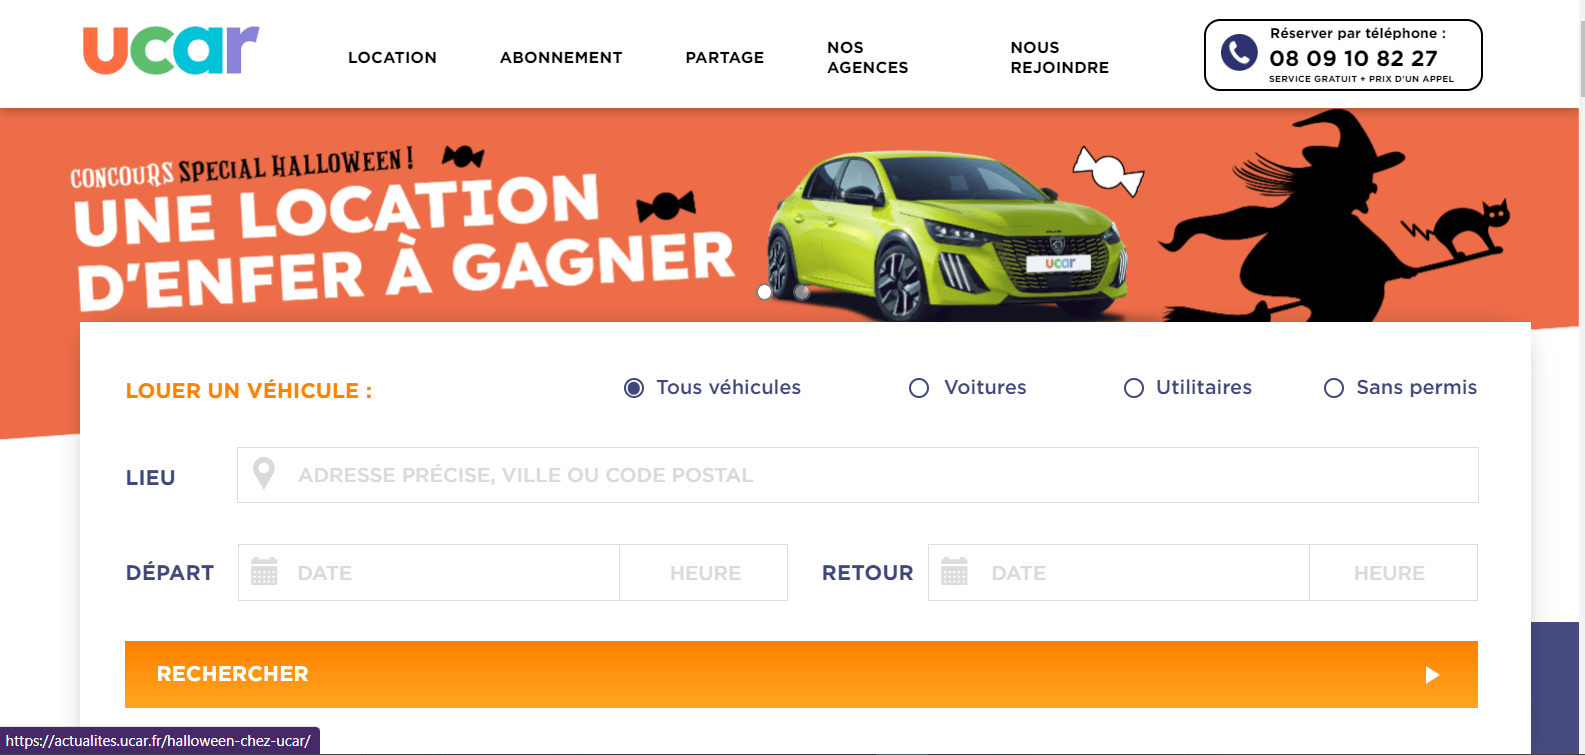 ucar
LOCATION
ABONNEMENT
PARTAGE
NOS
AGENCES
NOUS
REJOINDRE
Réserver par téléphone :
08 09 10 82 27
SERVICE GRATUIT + PRIX D'UN APPEL
CONCOURS SPECIAL HALLOWEEN !
UNE LOCATION
D'ENFER À GAGNER
ucar
LOUER UN VÉHICULE :
Tous véhicules
Voitures
Utilitaires
Sans permis
LIEU
ADRESSE PRÉCISE, VILLE OU CODE POSTAL
DÉPART
DATE
HEURE
RETOUR
DATE
HEURE
RECHERCHER
https://actualites.ucar.fr/halloween-chez-ucar/